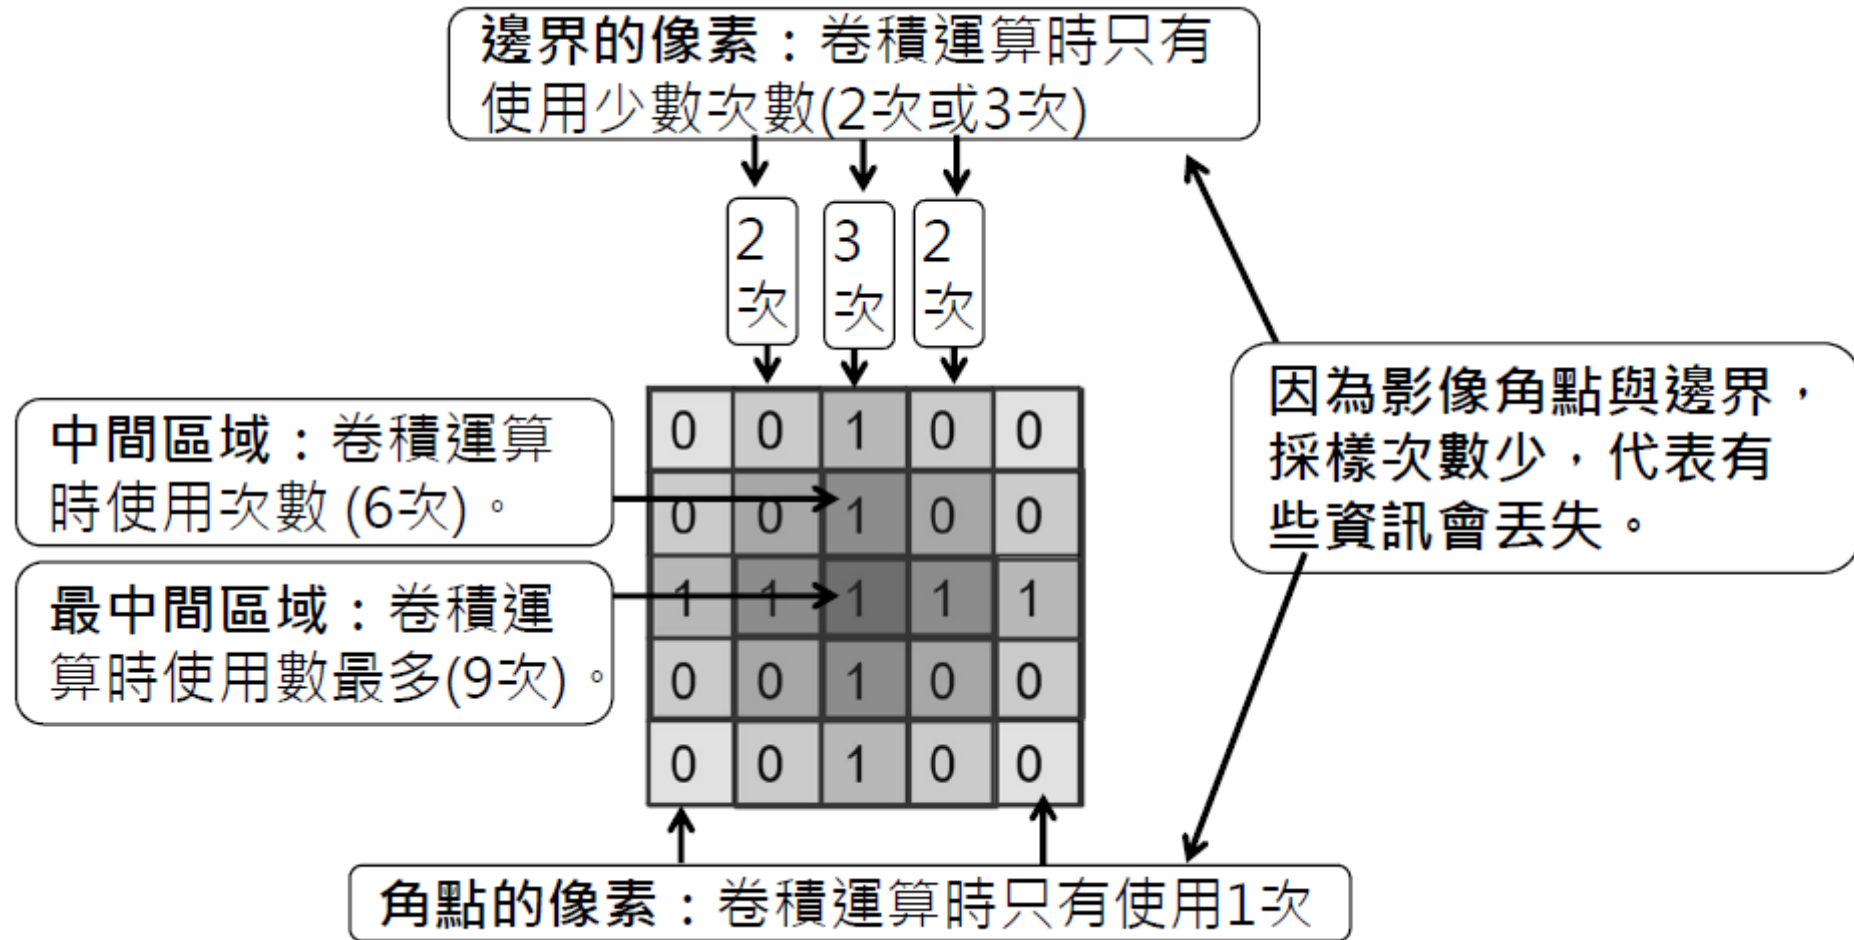 邊界的像素：卷積運算時只有
使用少數次數(2次或3次)
2
次
3
次
2
次
中間區域：卷積運算
時使用次數 (6次)。
最中間區域：卷積運
算時使用數最多(9次)。
0 0 1 0 0
0 0 1 0 0
1 1 1 1 1
0 0 1 0 0
0 0 1 0 0
因為影像角點與邊界，
採樣次數少，代表有
些資訊會丟失。
角點的像素：卷積運算時只有使用1次